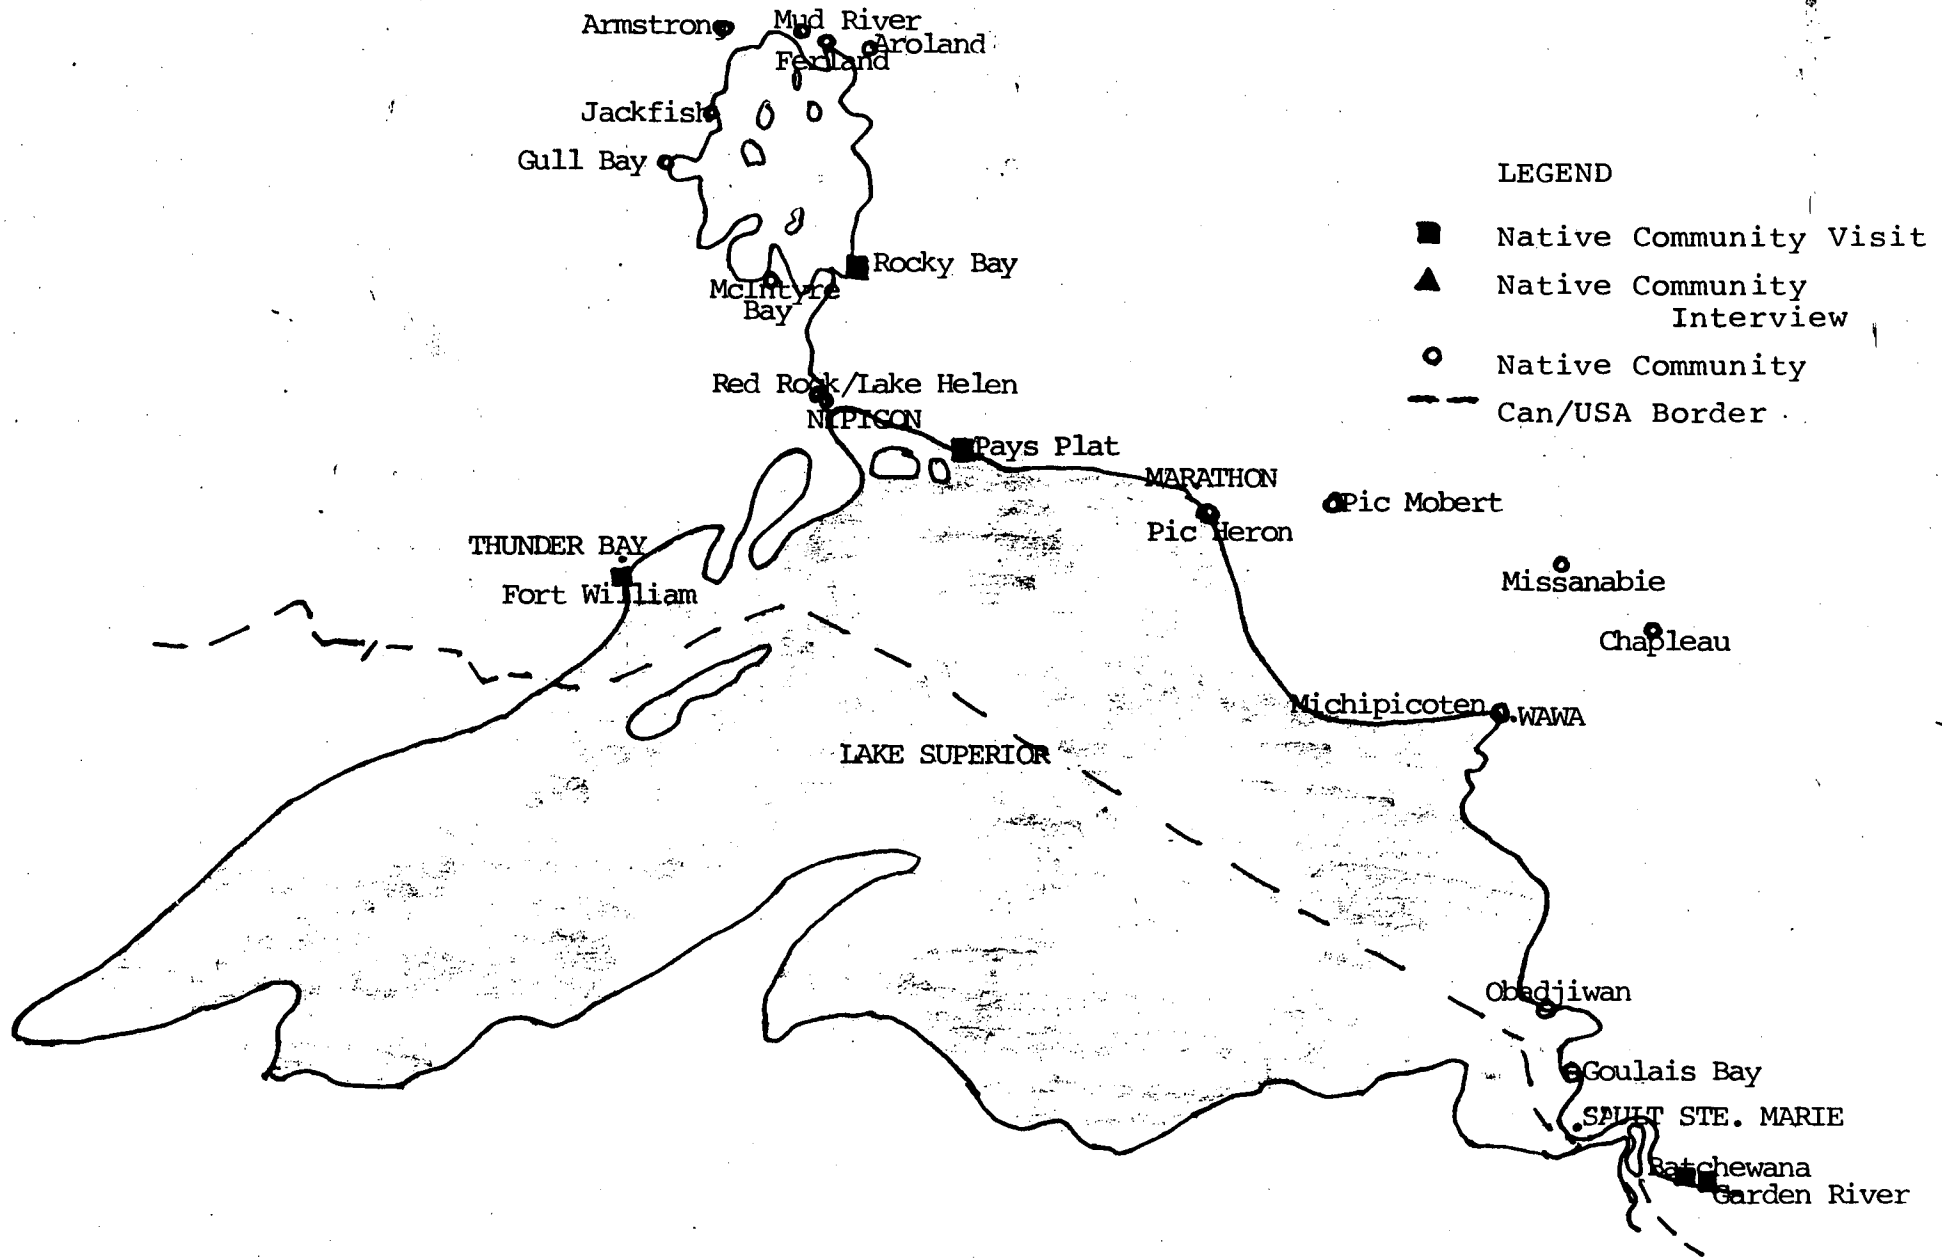 Armstrong
Mud River
Aroland
Ferland
Jackfish
Gull Bay
Rocky Bay
McIntyre
Bay
Red Rock/Lake Helen
NIPIGON
Pays Plat
MARATHON
Pic Heron
Pic Mobert
Missanabie
Chapleau
THUNDER BAY
Fort William
Michipicoten
WAWA
LAKE SUPERIOR
Obadjiwan
Goulais Bay
SAULT STE. MARIE
Batchewana
Garden River
LEGEND
Native Community Visit
Native Community
Interview
Native Community
Can/USA Border